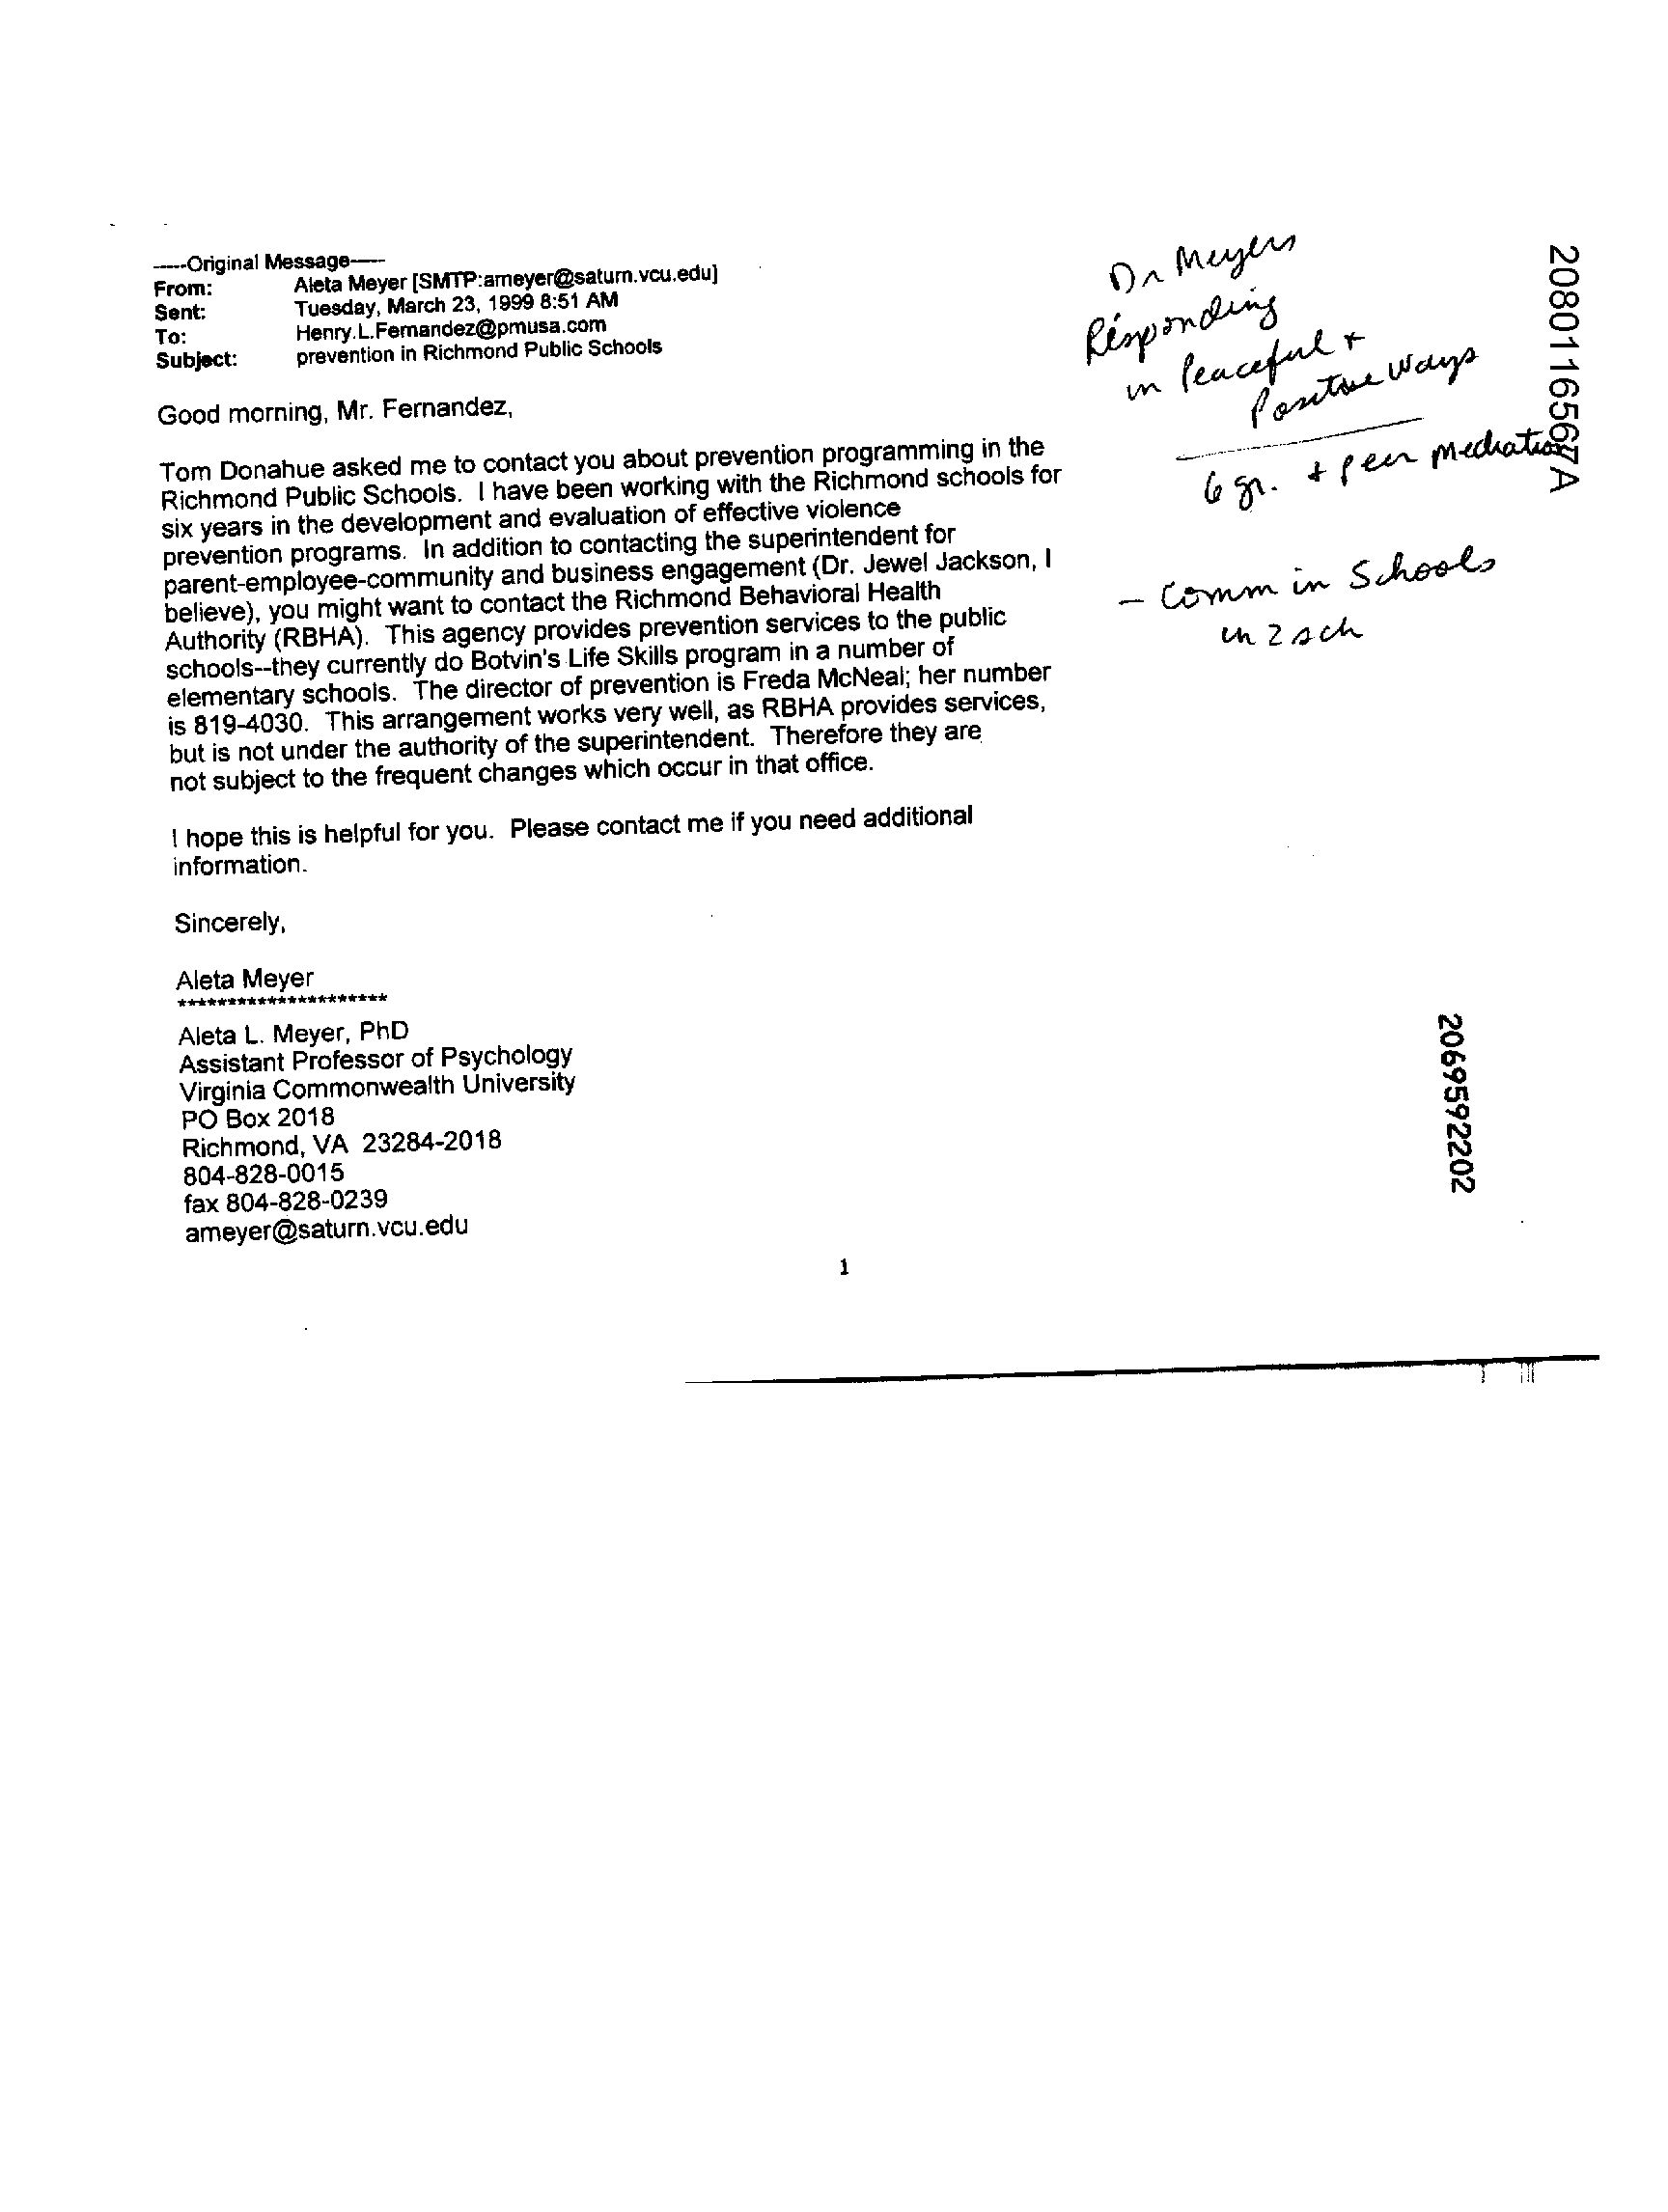 -----Original Message-----
From: Aleta Meyer [SMTP:ameyer@saturn.vcu.edu]
Sent: Tuesday, March 23, 1999 8:51 AM
To: Henry.L.Fernandez@pmusa.com
Subject: prevention in Richmond Public Schools
Good morning, Mr. Fernandez,
Tom Donahue asked me to contact you about prevention programming in the
Richmond Public Schools. I have been working with the Richmond schools for
six years in the development and evaluation of effective violence
prevention programs. In addition to contacting the superintendent for
parent-employee-community and business engagement (Dr. Jewel Jackson, I
believe), you might want to contact the Richmond Behavioral Health
Authority (RBHA). This agency provides prevention services to the public
schools--they currently do Botvin's Life Skills program in a number of
elementary schools. The director of prevention is Freda McNeal; her number
is 819-4030. This arrangement works very well, as RBHA provides services,
but is not under the authority of the superintendent. Therefore they are
not subject to the frequent changes which occur in that office.
I hope this is helpful for you. Please contact me if you need additional
information.
Sincerely,
Aleta Meyer
*********************
Aleta L. Meyer, PhD
Assistant Professor of Psychology
Virginia Commonwealth University
PO Box 2018
Richmond, VA 23284-2018
804-828-0015
fax 804-828-0239
ameyer@saturn.vcu.edu
1
Dr Meyers
Responding
in Peaceful +
Positive Ways
6 gr. + peer mediation
- Comm in Schools
in 2 sch
2080116567A
2069592202